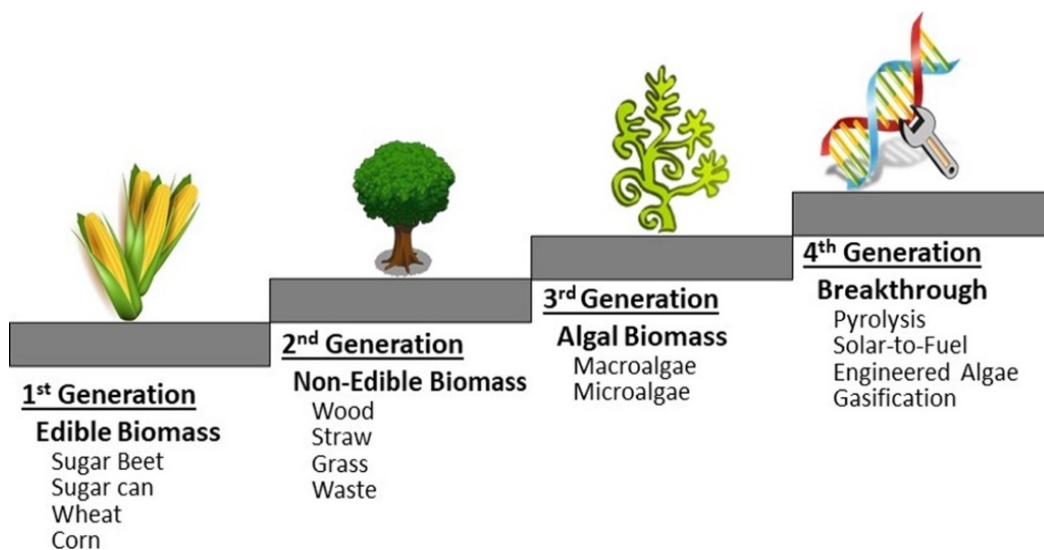 1st Generation
Edible Biomass
Sugar Beet
Sugar can
Wheat
Corn
2nd Generation
Non-Edible Biomass
Wood
Straw
Grass
Waste
3rd Generation
Algal Biomass
Macroalgae
Microalgae
4th Generation
Breakthrough
Pyrolysis
Solar-to-Fuel
Engineered Algae
Gasification